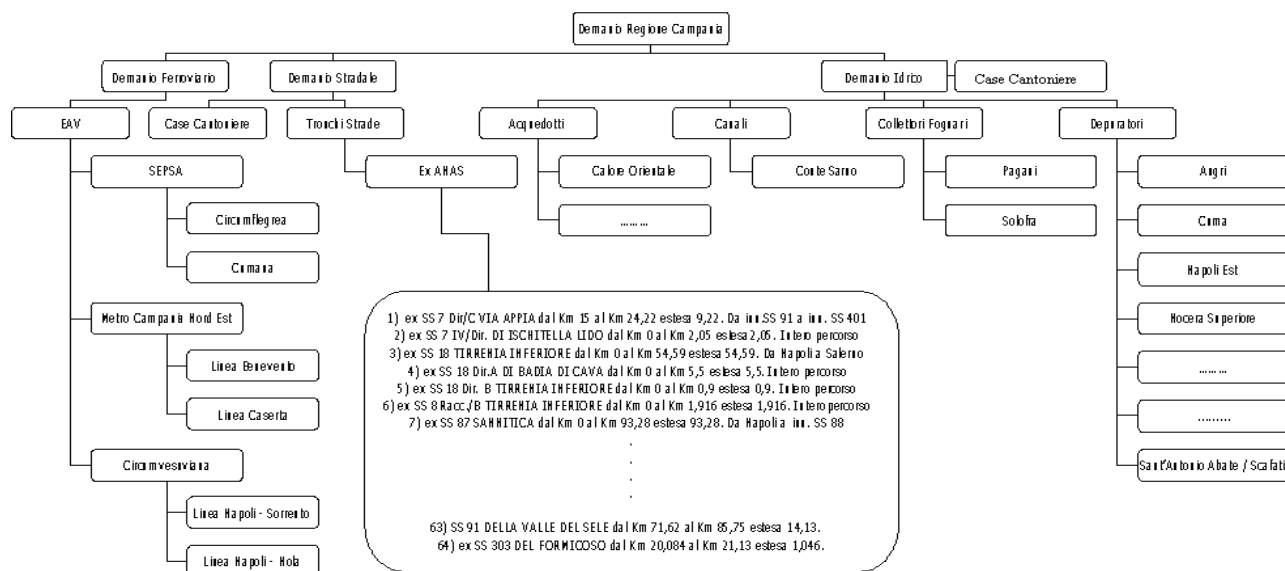 Demanio Regione Campania
Demanio Ferroviario
Demanio Stradale
Demanio Idrico
Case Cantoniere
EAV
Case Cantoniere
Tronchi Strade
Acquedotti
Canali
Collettori Fognari
Depuratori
SEPSA
Ex ANAS
Calore Orientale
Conte Sarno
Pagani
Angri
Circumflegrea
.........
Solofra
Cuma
Cumana
Napoli Est
Metro Campania Nord Est
Nocera Superiore
Linea Benevento
.........
Linea Caserta
.........
Circumvesuviana
Sant'Antonio Abate / Scafati
Linea Napoli - Sorrento
Linea Napoli - Nola
1) ex SS 7 Dir/C VIA APPIA dal Km 15 al Km 24,22 estesa 9,22. Da inn.SS 91 a inn. SS 401
2) ex SS 7 IV/Dir. DI ISCHITELLA LIDO dal Km 0 al Km 2,05 estesa 2,05. Intero percorso
3) ex SS 18 TIRRENIA INFERIORE dal Km 0 al Km 54,59 estesa 54,59. Da Napoli a Salerno
4) ex SS 18 Dir.A DI BADIA DI CAVA dal Km 0 al Km 5,5 estesa 5,5. Intero percorso
5) ex SS 18 Dir. B TIRRENIA INFERIORE dal Km 0 al Km 0,9 estesa 0,9. Intero percorso
6) ex SS 8 Racc./B TIRRENIA INFERIORE dal Km 0 al Km 1,916 estesa 1,916. Intero percorso
7) ex SS 87 SANNITICA dal Km 0 al Km 93,28 estesa 93,28. Da Napoli a inn. SS 88
.
.
.
.
63) SS 91 DELLA VALLE DEL SELE dal Km 71,62 al Km 85,75 estesa 14,13.
64) ex SS 303 DEL FORMICOSO dal Km 20,084 al Km 21,13 estesa 1,046.